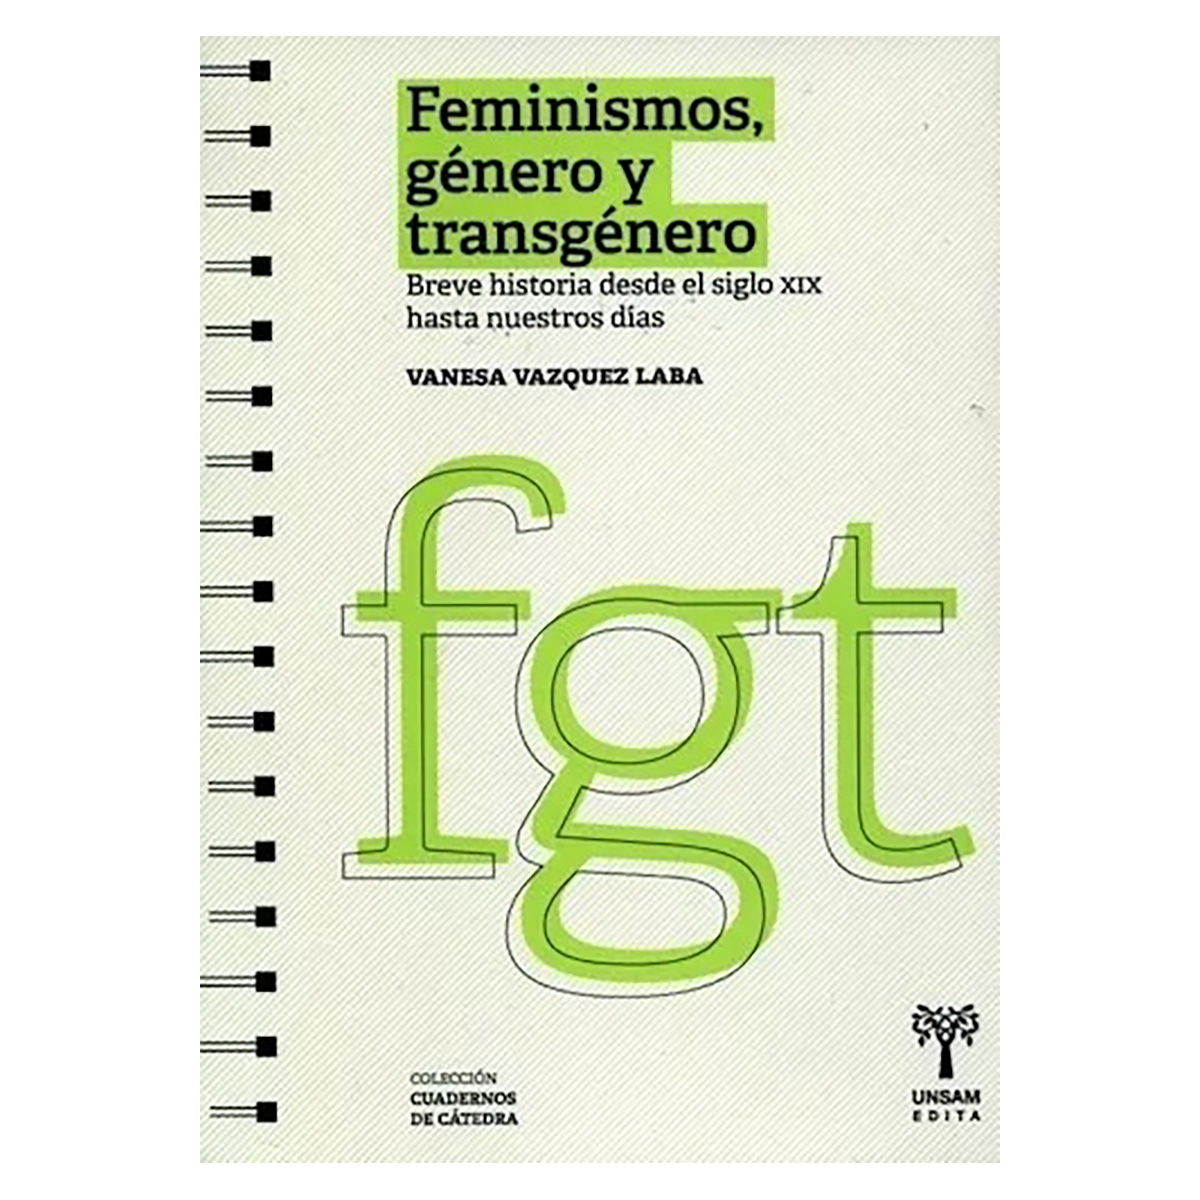 Feminismos,
género y
transgénero
Breve historia desde el siglo XIX
hasta nuestros días
VANESA VAZQUEZ LABA
fgt
COLECCIÓN
CUADERNOS
DE CÁTEDRA
UNSAM
EDITA